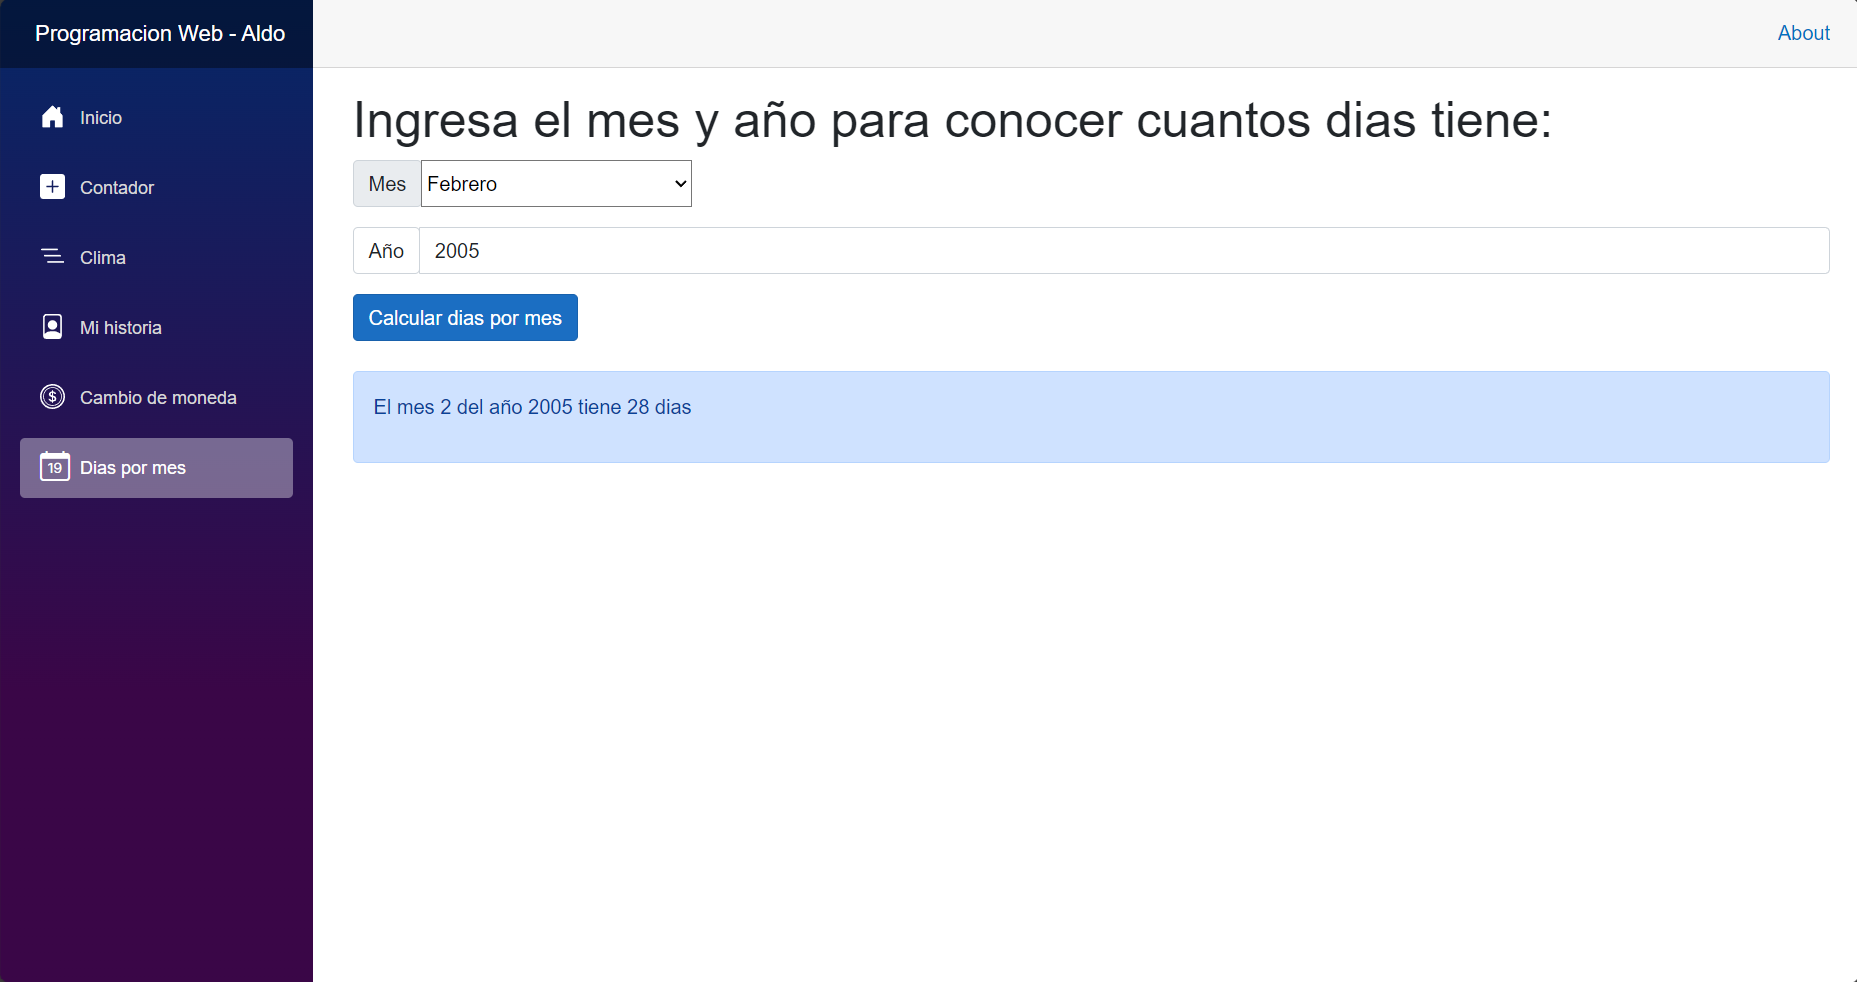 Programacion Web - Aldo
About
Inicio
Contador
Clima
Mi historia
Cambio de moneda
19 Dias por mes
Ingresa el mes y año para conocer cuantos dias tiene:
Mes Febrero
Año 2005
Calcular dias por mes
El mes 2 del año 2005 tiene 28 dias